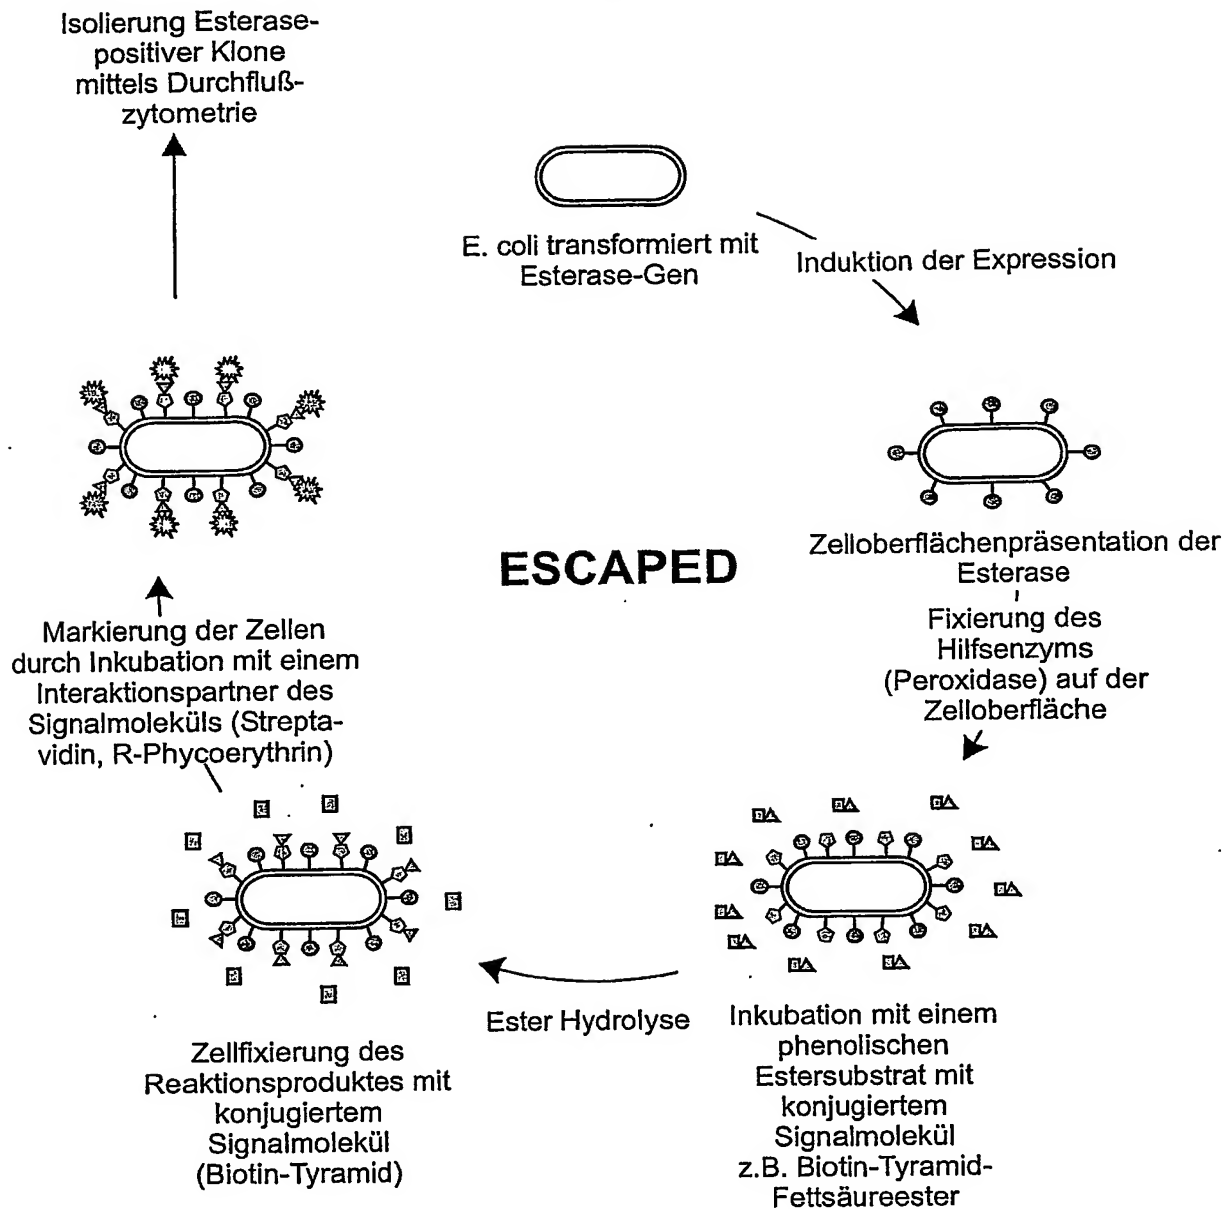 Isolierung Esterase-
positiver Klone
mittels Durchfluß-
zytometrie
E. coli transformiert mit
Esterase-Gen
Induktion der Expression
Zelloberflächenpräsentation der
Esterase
Fixierung des
Hilfsenzyms
(Peroxidase) auf der
Zelloberfläche
ESCAPED
Markierung der Zellen
durch Inkubation mit einem
Interaktionspartner des
Signalmoleküls (Strepta-
vidin, R-Phycoerythrin)
Ester Hydrolyse
Inkubation mit einem
phenolischen
Estersubstrat mit
konjugiertem
Signalmolekül
z.B. Biotin-Tyramid-
Fettsäureester
Zellfixierung des
Reaktionsproduktes mit
konjugiertem
Signalmolekül
(Biotin-Tyramid)